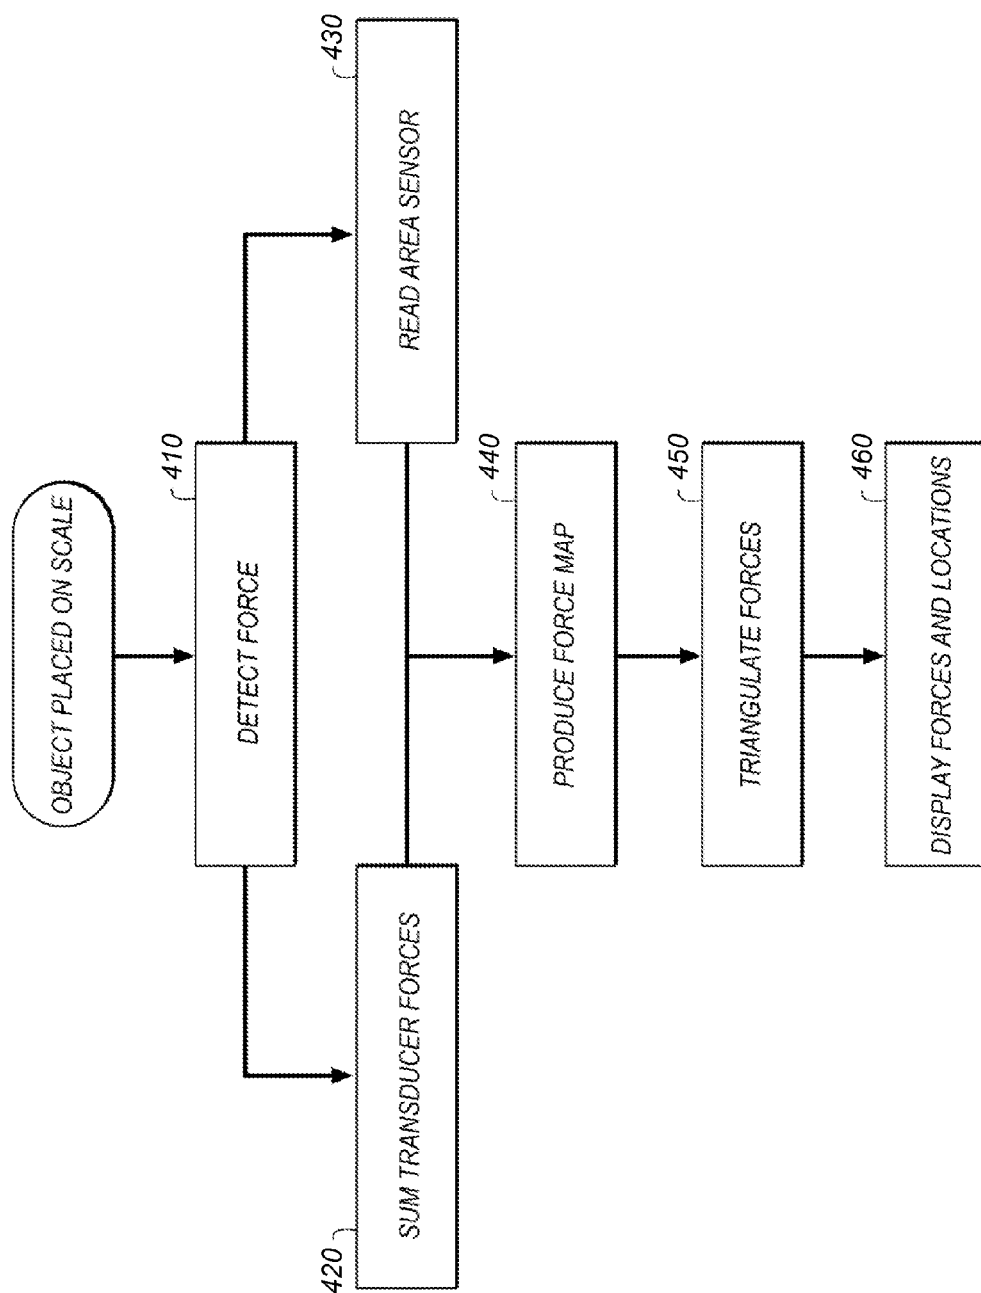 OBJECT PLACED ON SCALE
410
DETECT FORCE
420
SUM TRANSDUCER FORCES
430
READ AREA SENSOR
440
PRODUCE FORCE MAP
450
TRIANGULATE FORCES
460
DISPLAY FORCES AND LOCATIONS